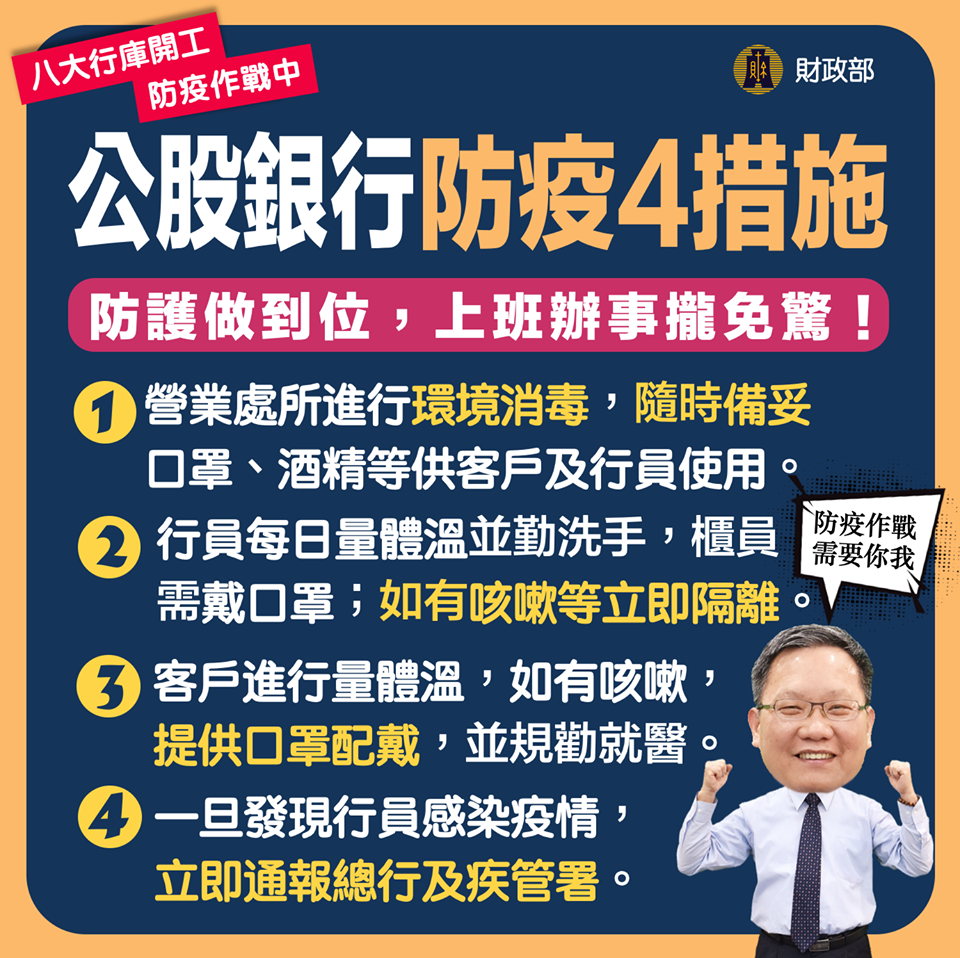 八大行庫開工
防疫作戰中
財政部
公股銀行防疫4措施
防護做到位，上班辦事攏免驚！
1 營業處所進行環境消毒，隨時備妥
口罩、酒精等供客戶及行員使用。
2 行員每日量體溫並勤洗手，櫃員
需戴口罩；如有咳嗽等立即隔離。
防疫作戰
需要你我
3 客戶進行量體溫，如有咳嗽，
提供口罩配戴，並規勸就醫。
4 一旦發現行員感染疫情，
立即通報總行及疾管署。